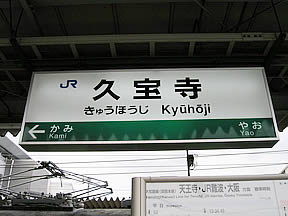 JR 久宝寺
きゅうほうじ Kyūhōji
← かみ やお
Kami Yao
天王寺・JR難波・大阪